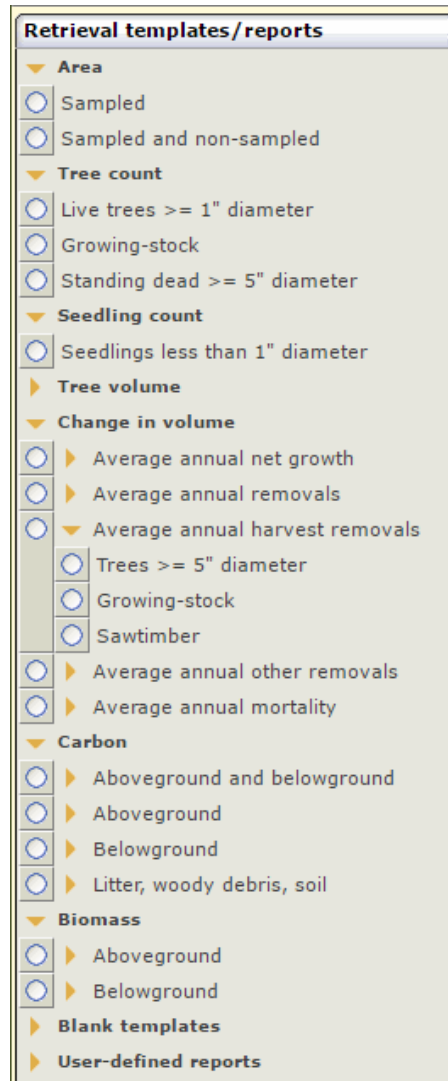 Retrieval templates/reports
Area
Sampled
Sampled and non-sampled
Tree count
Live trees >= 1" diameter
Growing-stock
Standing dead >= 5" diameter
Seedling count
Seedlings less than 1" diameter
Tree volume
Change in volume
Average annual net growth
Average annual removals
Average annual harvest removals
Trees >= 5" diameter
Growing-stock
Sawtimber
Average annual other removals
Average annual mortality
Carbon
Aboveground and belowground
Aboveground
Belowground
Litter, woody debris, soil
Biomass
Aboveground
Belowground
Blank templates
User-defined reports